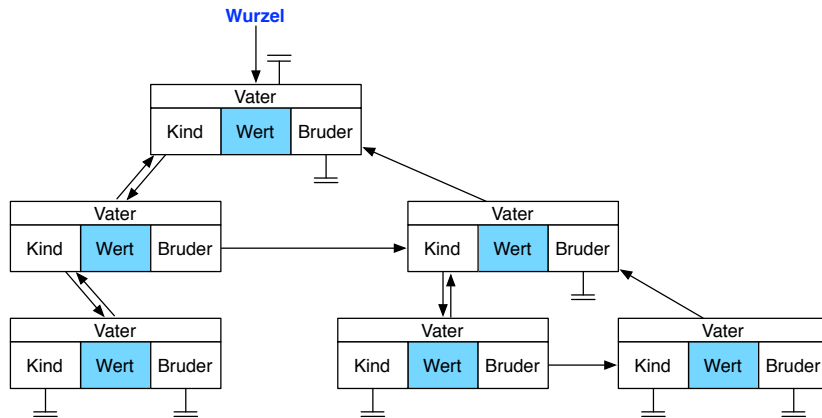 Wurzel
Vater
Kind Wert Bruder
Vater Vater
Kind Wert Bruder Kind Wert Bruder
Vater Vater Vater
Kind Wert Bruder Kind Wert Bruder Kind Wert Bruder